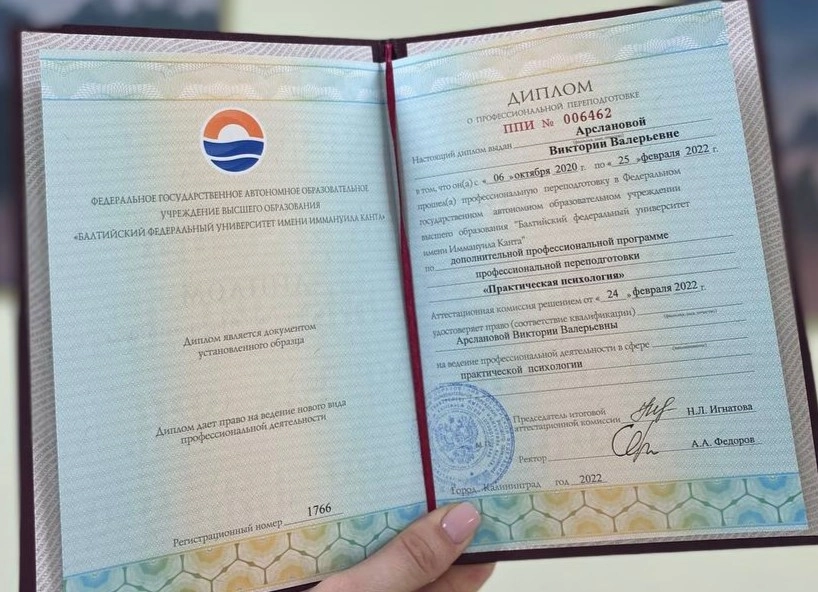 ФЕДЕРАЛЬНОЕ ГОСУДАРСТВЕННОЕ АВТОНОМНОЕ ОБРАЗОВАТЕЛЬНОЕ
УЧРЕЖДЕНИЕ ВЫСШЕГО ОБРАЗОВАНИЯ
«БАЛТИЙСКИЙ ФЕДЕРАЛЬНЫЙ УНИВЕРСИТЕТ ИМЕНИ ИММАНУИЛА КАНТА»
Диплом является документом
установленного образца
Диплом дает право на ведение нового вида
профессиональной деятельности
Регистрационный номер 1766
ДИПЛОМ
О ПРОФЕССИОНАЛЬНОЙ ПЕРЕПОДГОТОВКЕ
ППИ № 006462
Арслановой
Настоящий диплом выдан
Виктории Валерьевне
в том, что он(а) с « 06 » октября 2020 г. по « 25 » февраля 2022 г.
прошел(а) профессиональную переподготовку в Федеральном
государственном автономном образовательном учреждении
высшего образования "Балтийский федеральный университет
имени Иммануила Канта"
по дополнительной профессиональной программе
профессиональной переподготовки
«Практическая психология»
Аттестационная комиссия решением от « 24 » февраля 2022 г.
удостоверяет право (соответствие квалификации)
Арслановой Виктории Валерьевны
на ведение профессиональной деятельности в сфере
практической психологии
Председатель итоговой
аттестационной комиссии Н.Л. Игнатова
М.П.
Ректор А.А. Федоров
Город Калининград год 2022